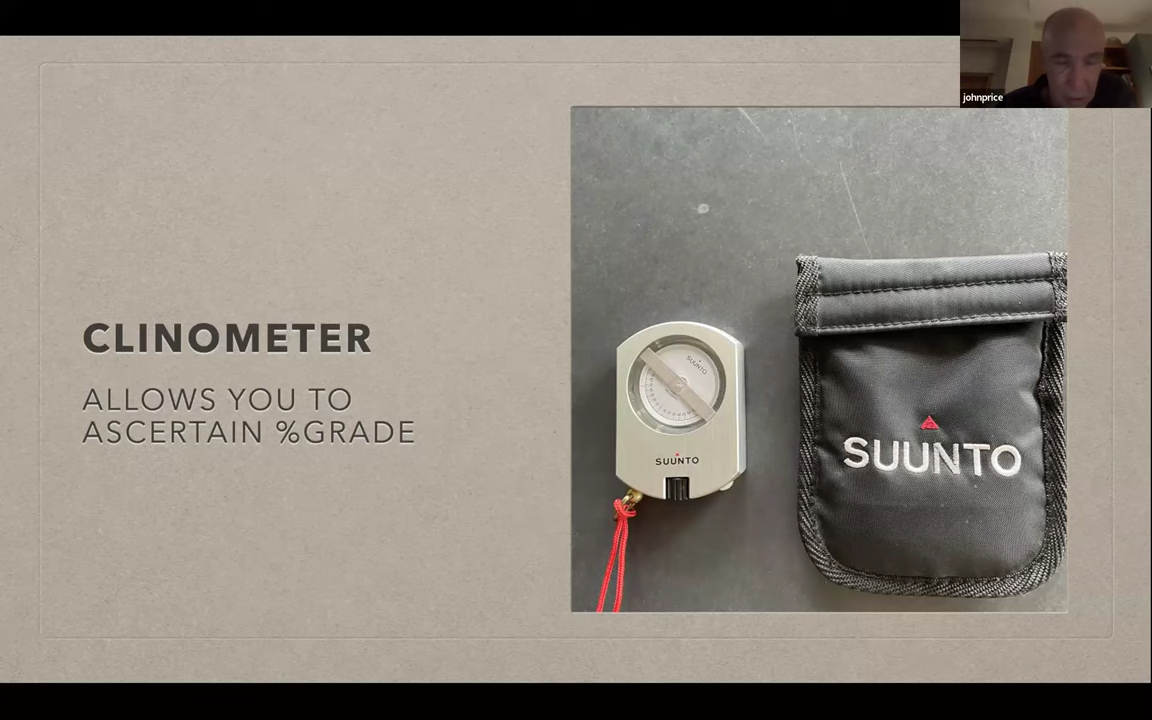 johnprice
CLINOMETER
ALLOWS YOU TO
ASCERTAIN %GRADE
SUUNTO
SUUNTO
SUUNTO